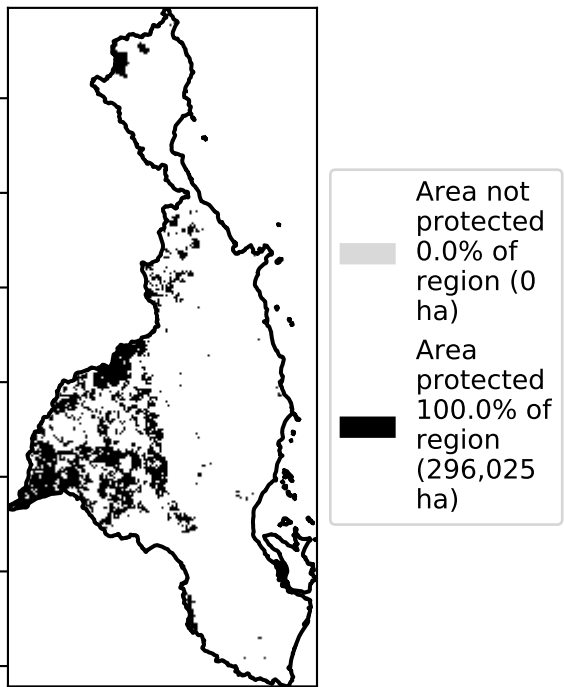 Area not
protected
0.0% of
region (0
ha)
Area
protected
100.0% of
region
(296,025
ha)